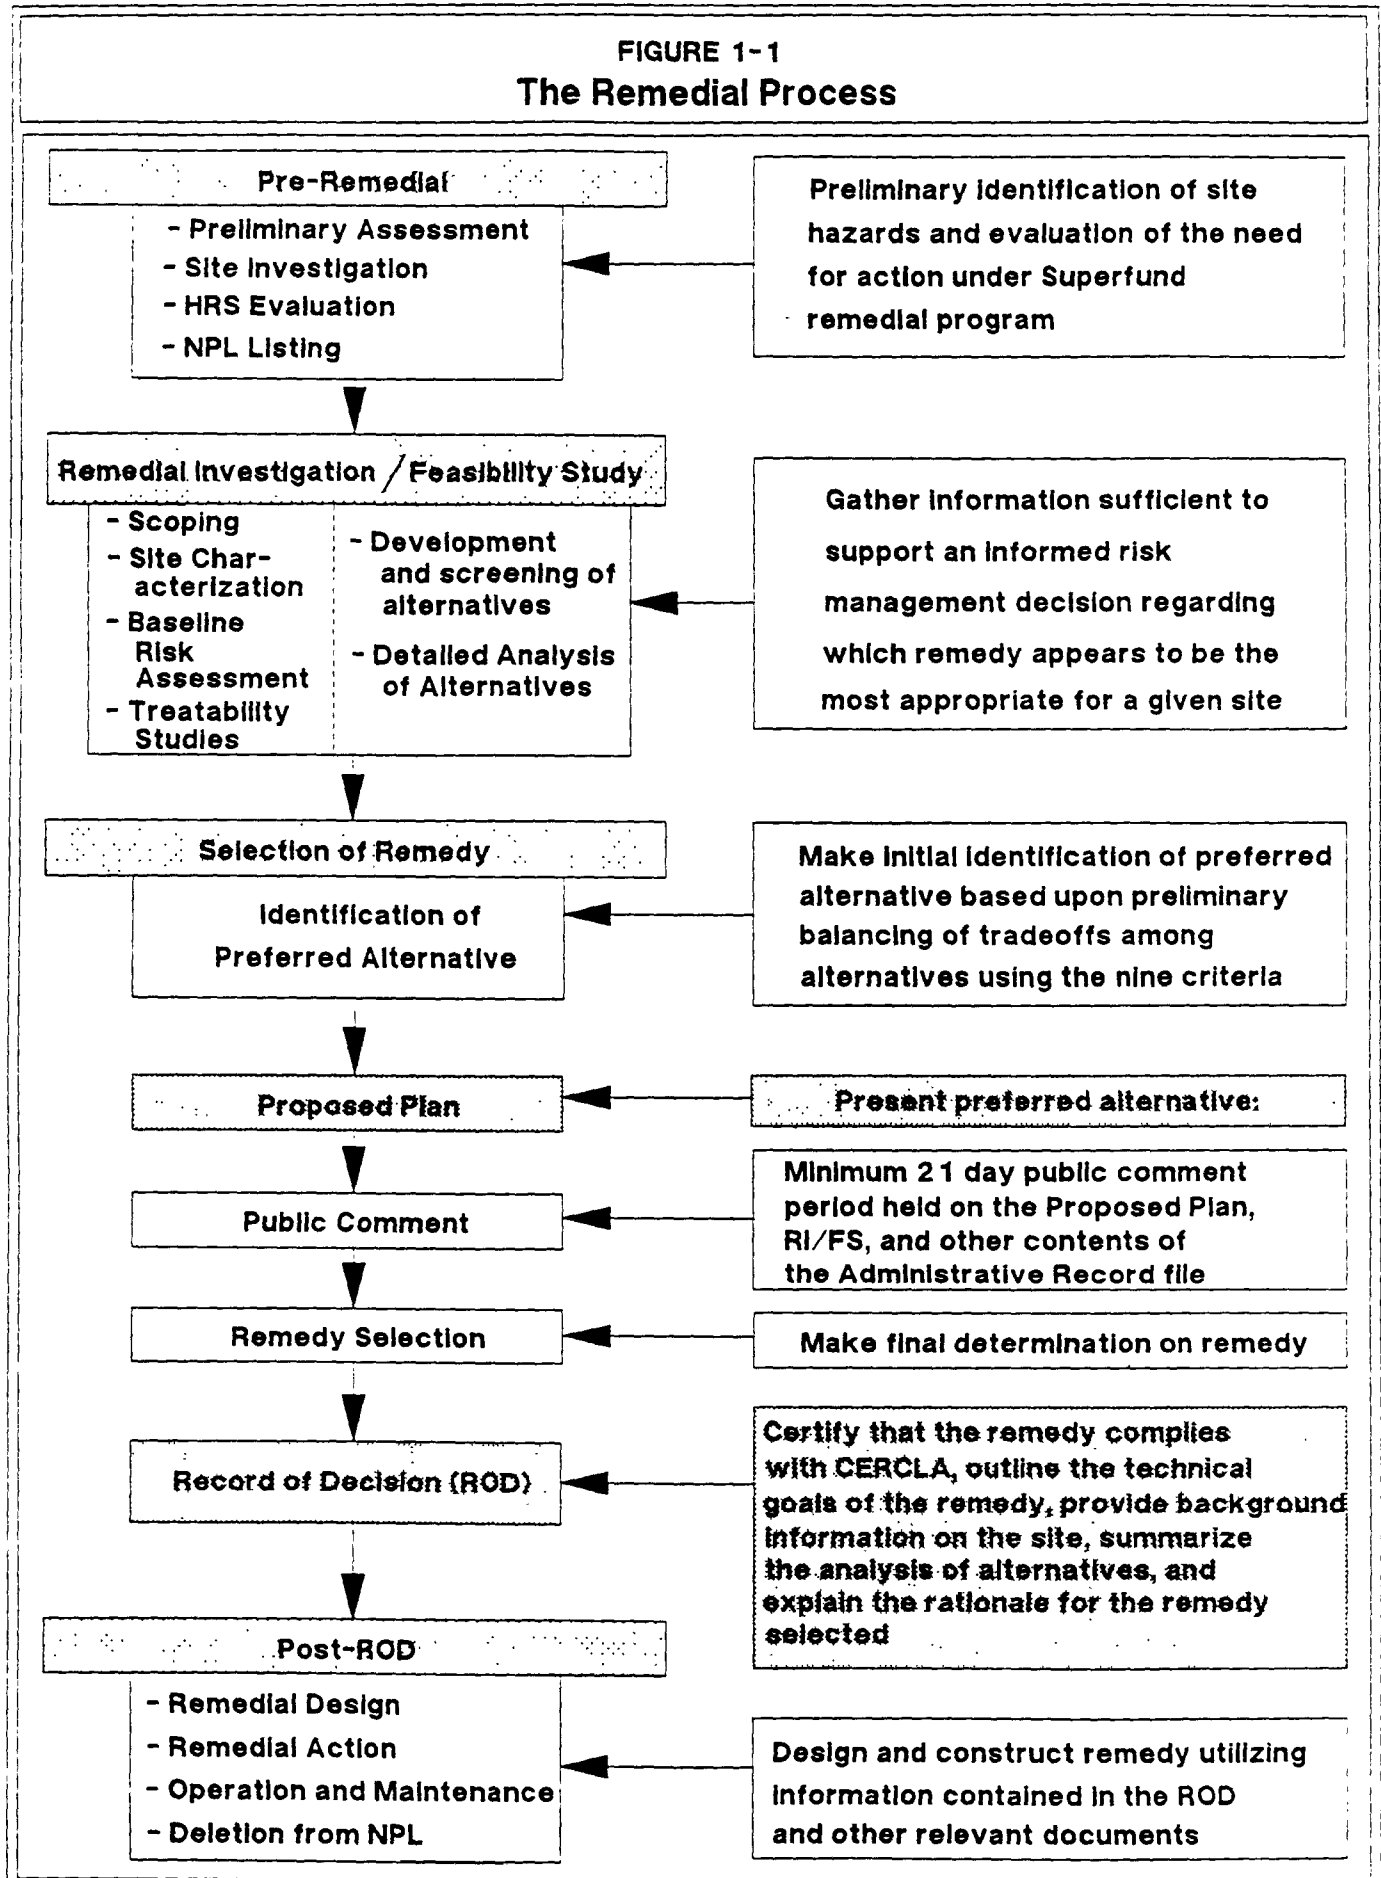 FIGURE 1-1
The Remedial Process
Pre-Remedial
- Preliminary Assessment
- Site Investigation
- HRS Evaluation
- NPL Listing
Preliminary identification of site
hazards and evaluation of the need
for action under Superfund
remedial program
Remedial Investigation / Feasibility Study
- Scoping
- Site Char-
acterization
- Baseline
Risk
Assessment
- Treatability
Studies
- Development
and screening of
alternatives
- Detailed Analysis
of Alternatives
Gather information sufficient to
support an informed risk
management decision regarding
which remedy appears to be the
most appropriate for a given site
Selection of Remedy
Identification of
Preferred Alternative
Make initial identification of preferred
alternative based upon preliminary
balancing of tradeoffs among
alternatives using the nine criteria
Proposed Plan
Present preferred alternative:
Public Comment
Minimum 21 day public comment
period held on the Proposed Plan,
RI/FS, and other contents of
the Administrative Record file
Remedy Selection
Make final determination on remedy
Record of Decision (ROD)
Certify that the remedy complies
with CERCLA, outline the technical
goals of the remedy, provide background
information on the site, summarize
the analysis of alternatives, and
explain the rationale for the remedy
selected
Post-ROD
- Remedial Design
- Remedial Action
- Operation and Maintenance
- Deletion from NPL
Design and construct remedy utilizing
information contained in the ROD
and other relevant documents